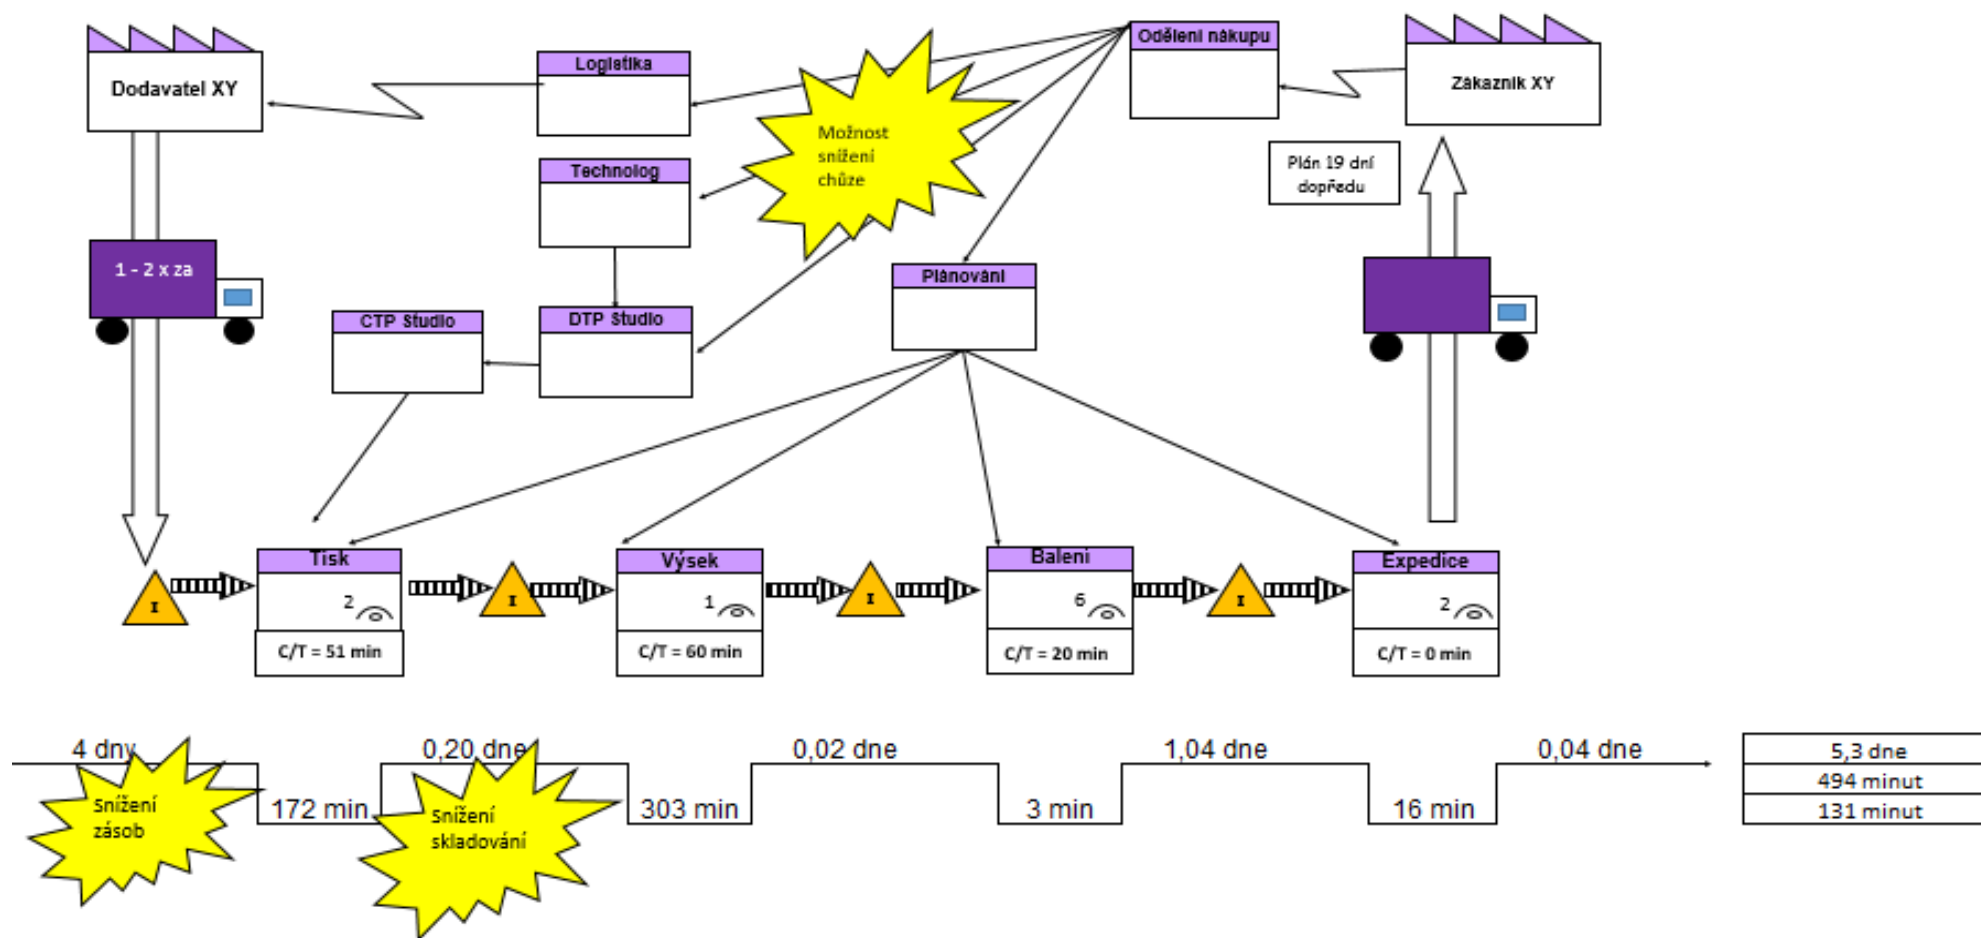 Odělení nákupu
Logistika
Dodavatel XY
Zákazník XY
Možnost
snížení
chůze
Plán 19 dní
dopředu
Technolog
1 - 2 x za
Plánování
CTP Studio
DTP Studio
Tisk
Výsek
Balení
Expedice
I
2
I
1
I
6
I
2
C/T = 51 min
C/T = 60 min
C/T = 20 min
C/T = 0 min
4 dny
0,20 dne
0,02 dne
1,04 dne
0,04 dne
5,3 dne
494 minut
131 minut
Snížení
zásob
172 min
Snížení
skladování
303 min
3 min
16 min